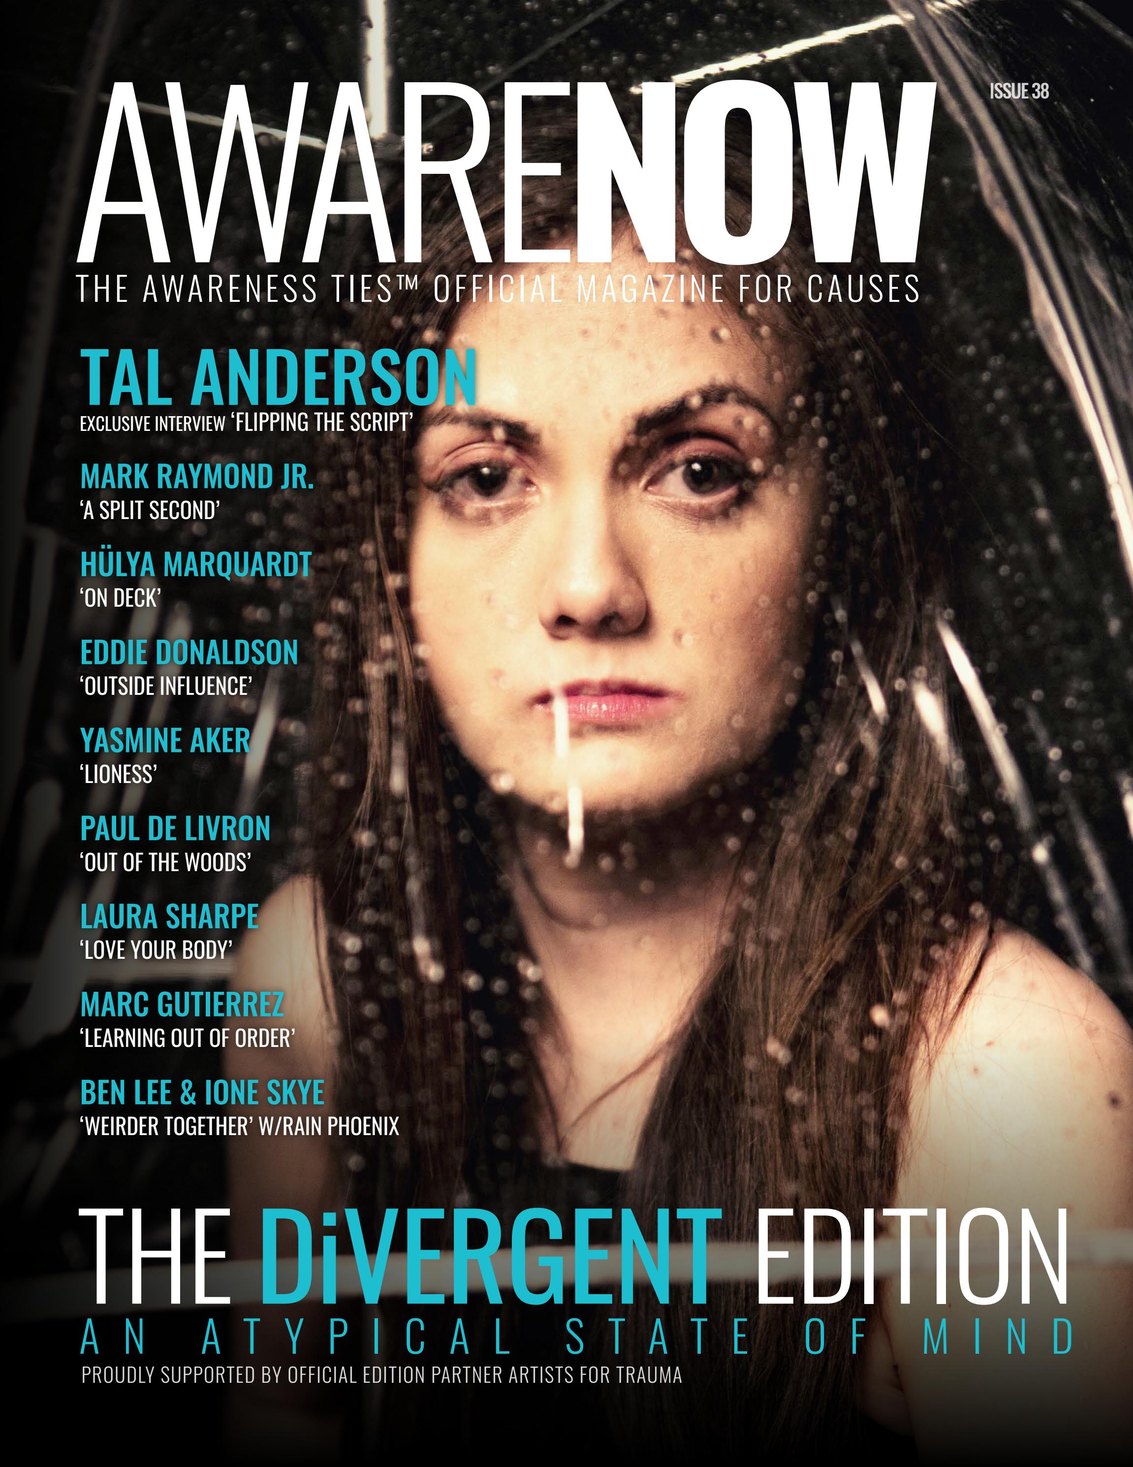 ISSUE 38
AWARENOW
THE AWARENESS TIES™ OFFICIAL MAGAZINE FOR CAUSES
TAL ANDERSON
EXCLUSIVE INTERVIEW ‘FLIPPING THE SCRIPT’
MARK RAYMOND JR.
‘A SPLIT SECOND’
HÜLYA MARQUARDT
‘ON DECK’
EDDIE DONALDSON
‘OUTSIDE INFLUENCE’
YASMINE AKER
‘LIONESS’
PAUL DE LIVRON
‘OUT OF THE WOODS’
LAURA SHARPE
‘LOVE YOUR BODY’
MARC GUTIERREZ
‘LEARNING OUT OF ORDER’
BEN LEE & IONE SKYE
‘WEIRDER TOGETHER’ W/RAIN PHOENIX
THE DiVERGENT EDITION
AN ATYPICAL STATE OF MIND
PROUDLY SUPPORTED BY OFFICIAL EDITION PARTNER ARTISTS FOR TRAUMA